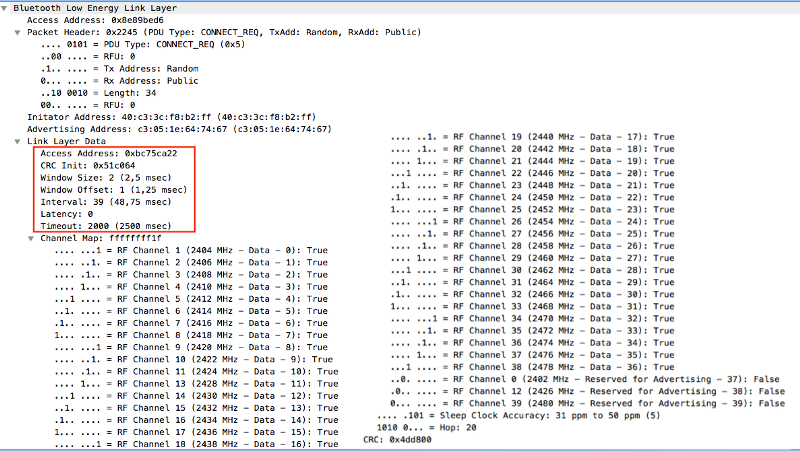 Bluetooth Low Energy Link Layer
Access Address: 0x8e89bed6
Packet Header: 0x2245 (PDU Type: CONNECT_REQ, TxAdd: Random, RxAdd: Public)
.... 0101 = PDU Type: CONNECT_REQ (0x5)
..00 .... = RFU: 0
.1.. .... = Tx Address: Random
0... .... = Rx Address: Public
..10 0010 = Length: 34
00.. .... = RFU: 0
Initator Address: 40:c3:3c:f8:b2:ff (40:c3:3c:f8:b2:ff)
Advertising Address: c3:05:1e:64:74:67 (c3:05:1e:64:74:67)
Link Layer Data
Access Address: 0xbc75ca22
CRC Init: 0x51c064
Window Size: 2 (2,5 msec)
Window Offset: 1 (1,25 msec)
Interval: 39 (48,75 msec)
Latency: 0
Timeout: 2000 (2500 msec)
Channel Map: ffffffff1f
.... ...1 = RF Channel 1 (2404 MHz - Data - 0): True
.... ..1. = RF Channel 2 (2406 MHz - Data - 1): True
.... .1.. = RF Channel 3 (2408 MHz - Data - 2): True
.... 1... = RF Channel 4 (2410 MHz - Data - 3): True
...1 .... = RF Channel 5 (2412 MHz - Data - 4): True
..1. .... = RF Channel 6 (2414 MHz - Data - 5): True
.1.. .... = RF Channel 7 (2416 MHz - Data - 6): True
1... .... = RF Channel 8 (2418 MHz - Data - 7): True
.... ...1 = RF Channel 9 (2420 MHz - Data - 8): True
.... ..1. = RF Channel 10 (2422 MHz - Data - 9): True
.... .1.. = RF Channel 11 (2424 MHz - Data - 10): True
.... 1... = RF Channel 13 (2428 MHz - Data - 11): True
...1 .... = RF Channel 14 (2430 MHz - Data - 12): True
..1. .... = RF Channel 15 (2432 MHz - Data - 13): True
.1.. .... = RF Channel 16 (2434 MHz - Data - 14): True
1... .... = RF Channel 17 (2436 MHz - Data - 15): True
.... ...1 = RF Channel 18 (2438 MHz - Data - 16): True
.... ..1. = RF Channel 19 (2440 MHz - Data - 17): True
.... .1.. = RF Channel 20 (2442 MHz - Data - 18): True
.... 1... = RF Channel 21 (2444 MHz - Data - 19): True
...1 .... = RF Channel 22 (2446 MHz - Data - 20): True
..1. .... = RF Channel 23 (2448 MHz - Data - 21): True
.1.. .... = RF Channel 24 (2450 MHz - Data - 22): True
1... .... = RF Channel 25 (2452 MHz - Data - 23): True
.... ...1 = RF Channel 26 (2454 MHz - Data - 24): True
.... ..1. = RF Channel 27 (2456 MHz - Data - 25): True
.... .1.. = RF Channel 28 (2458 MHz - Data - 26): True
.... 1... = RF Channel 29 (2460 MHz - Data - 27): True
...1 .... = RF Channel 30 (2462 MHz - Data - 28): True
..1. .... = RF Channel 31 (2464 MHz - Data - 29): True
.1.. .... = RF Channel 32 (2466 MHz - Data - 30): True
1... .... = RF Channel 33 (2468 MHz - Data - 31): True
.... ...1 = RF Channel 34 (2470 MHz - Data - 32): True
.... ..1. = RF Channel 35 (2472 MHz - Data - 33): True
.... .1.. = RF Channel 36 (2474 MHz - Data - 34): True
.... 1... = RF Channel 37 (2476 MHz - Data - 35): True
...1 .... = RF Channel 38 (2478 MHz - Data - 36): True
..0. .... = RF Channel 0 (2402 MHz - Reserved for Advertising - 37): False
.0.. .... = RF Channel 12 (2426 MHz - Reserved for Advertising - 38): False
0... .... = RF Channel 39 (2480 MHz - Reserved for Advertising - 39): False
.... .101 = Sleep Clock Accuracy: 31 ppm to 50 ppm (5)
1010 0... = Hop: 20
CRC: 0x4dd800